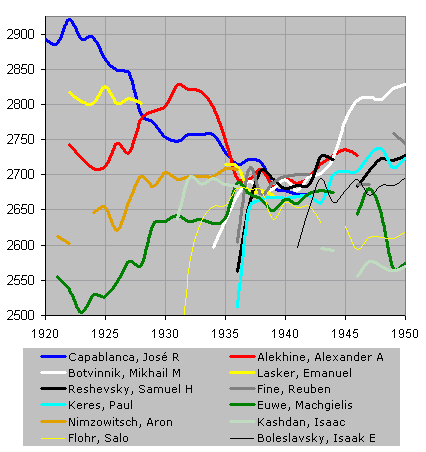 2900
2850
2800
2750
2700
2650
2600
2550
2500
1920 1925 1930 1935 1940 1945 1950
Capablanca, José R Alekhine, Alexander A
Botvinnik, Mikhail M Lasker, Emanuel
Reshevsky, Samuel H Fine, Reuben
Keres, Paul Euwe, Machgielis
Nimzowitsch, Aron Kashdan, Isaac
Flohr, Salo Boleslavsky, Isaak E